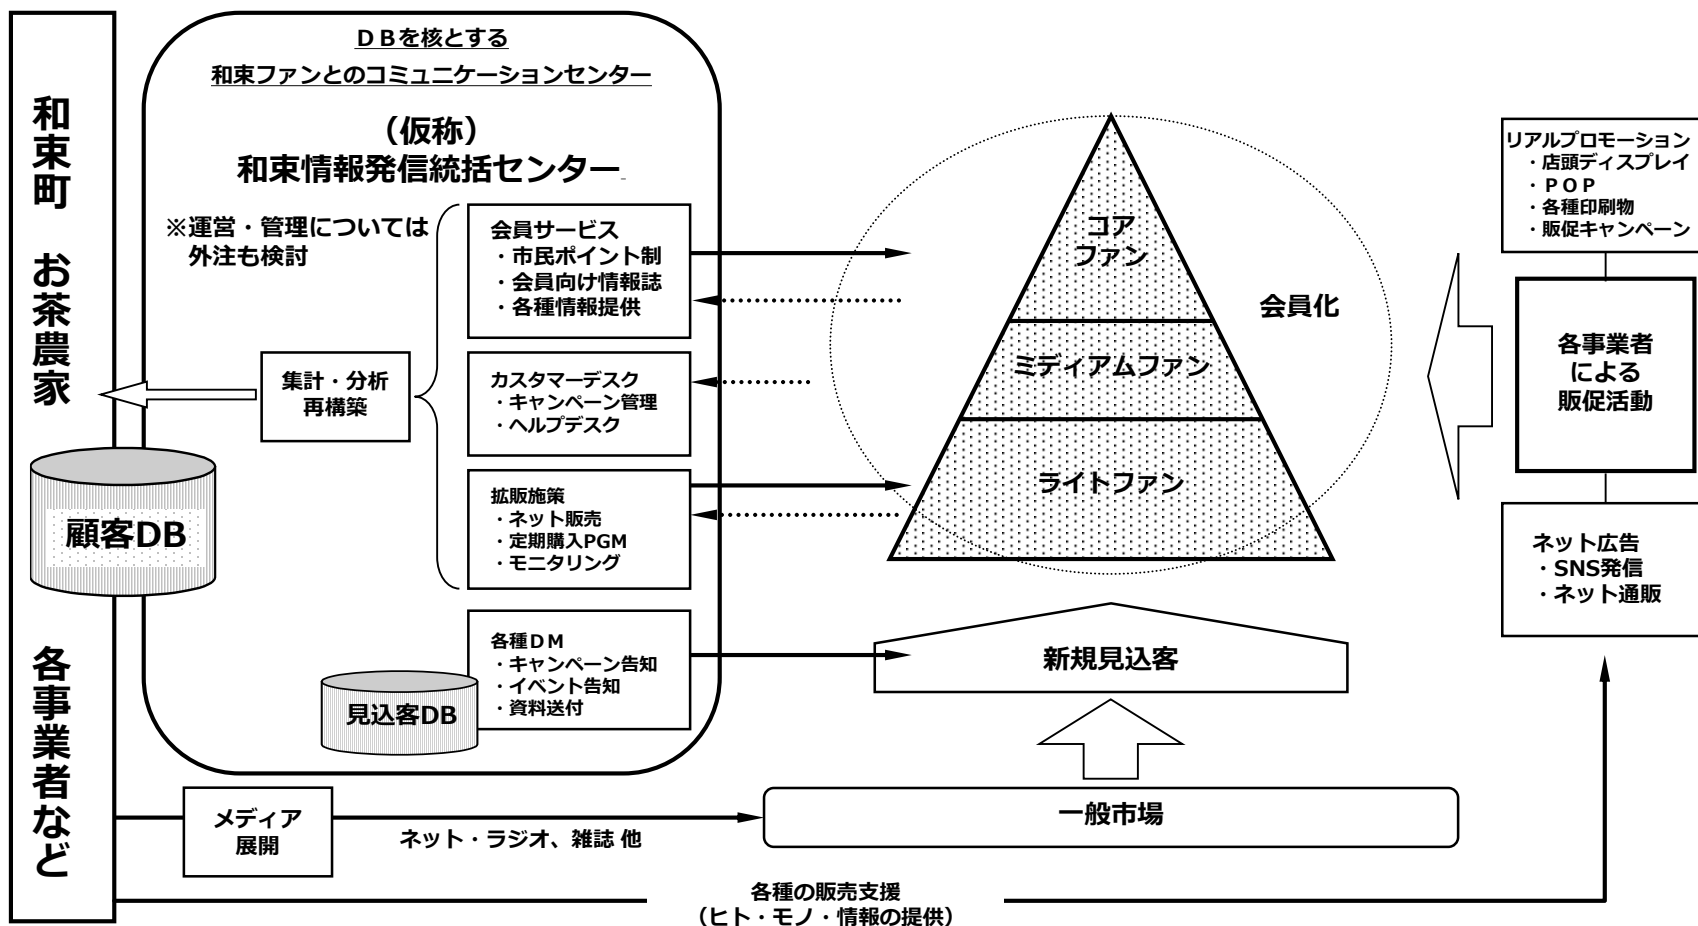 和束町　お茶農家　各事業者など
ＤＢを核とする
和束ファンとのコミュニケーションセンター
（仮称）
和束情報発信統括センター
※運営・管理については
外注も検討
会員サービス
・市民ポイント制
・会員向け情報誌
・各種情報提供
集計・分析
再構築
カスタマーデスク
・キャンペーン管理
・ヘルプデスク
拡販施策
・ネット販売
・定期購入PGM
・モニタリング
顧客DB
各種ＤＭ
・キャンペーン告知
・イベント告知
・資料送付
見込客DB
コア
ファン
ミディアムファン
ライトファン
会員化
新規見込客
一般市場
メディア
展開
ネット・ラジオ、雑誌 他
各種の販売支援
（ヒト・モノ・情報の提供）
リアルプロモーション
・店頭ディスプレイ
・ＰＯＰ
・各種印刷物
・販促キャンペーン
各事業者
による
販促活動
ネット広告
・SNS発信
・ネット通販